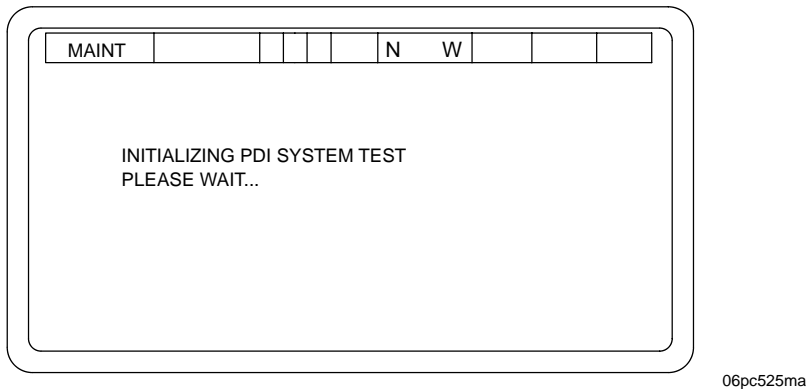 MAINT N W
INITIALIZING PDI SYSTEM TEST
PLEASE WAIT...
06pc525ma